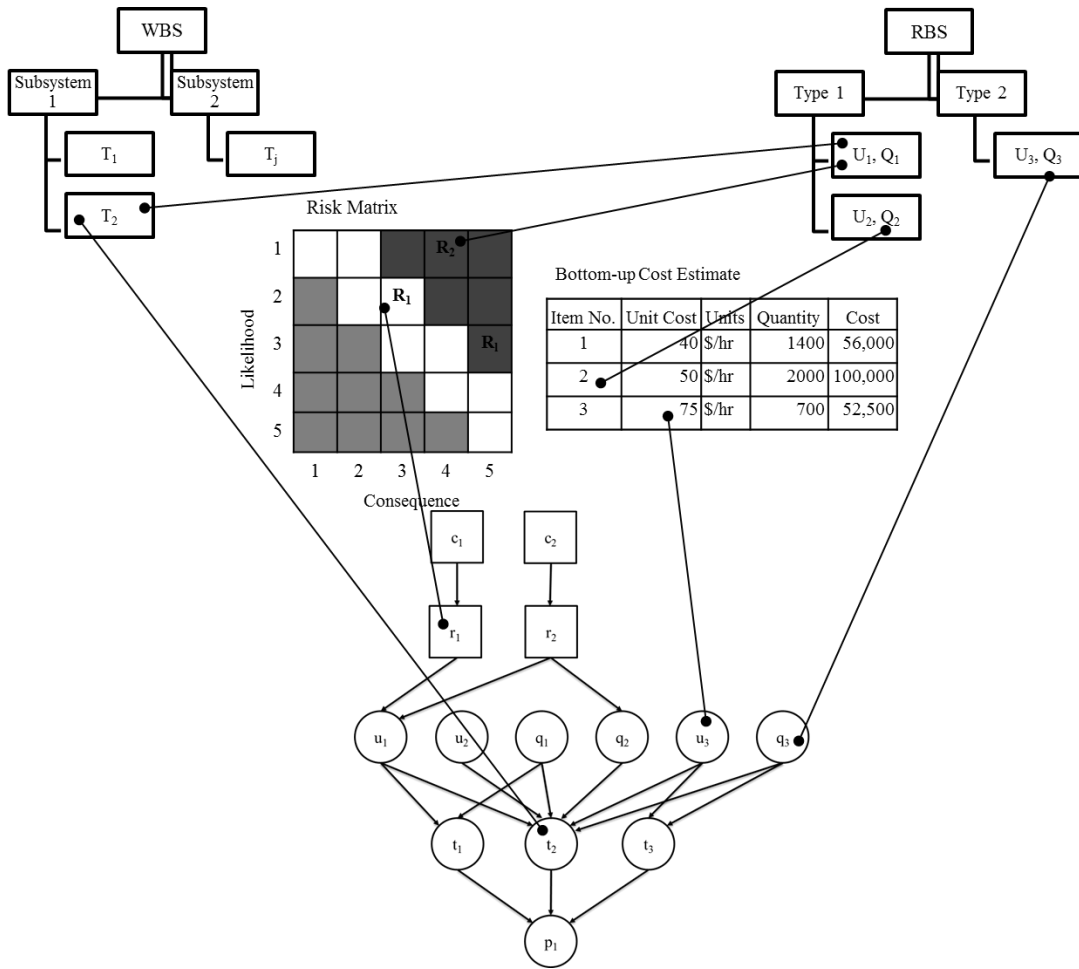 WBS
RBS
Subsystem
1
Subsystem
2
Type 1
Type 2
T₁
Tⱼ
U₁, Q₁
U₃, Q₃
T₂
U₂, Q₂
Risk Matrix
Bottom-up Cost Estimate
Likelihood
1
2
3
4
5
R₂
R₁
R₁
1 2 3 4 5
Consequence
Item No. Unit Cost Units Quantity Cost
1 40 $/hr 1400 56,000
2 50 $/hr 2000 100,000
3 75 $/hr 700 52,500
c₁ c₂
r₁ r₂
u₁ u₂ q₁ q₂ u₃ q₃
t₁ t₂ t₃
p₁